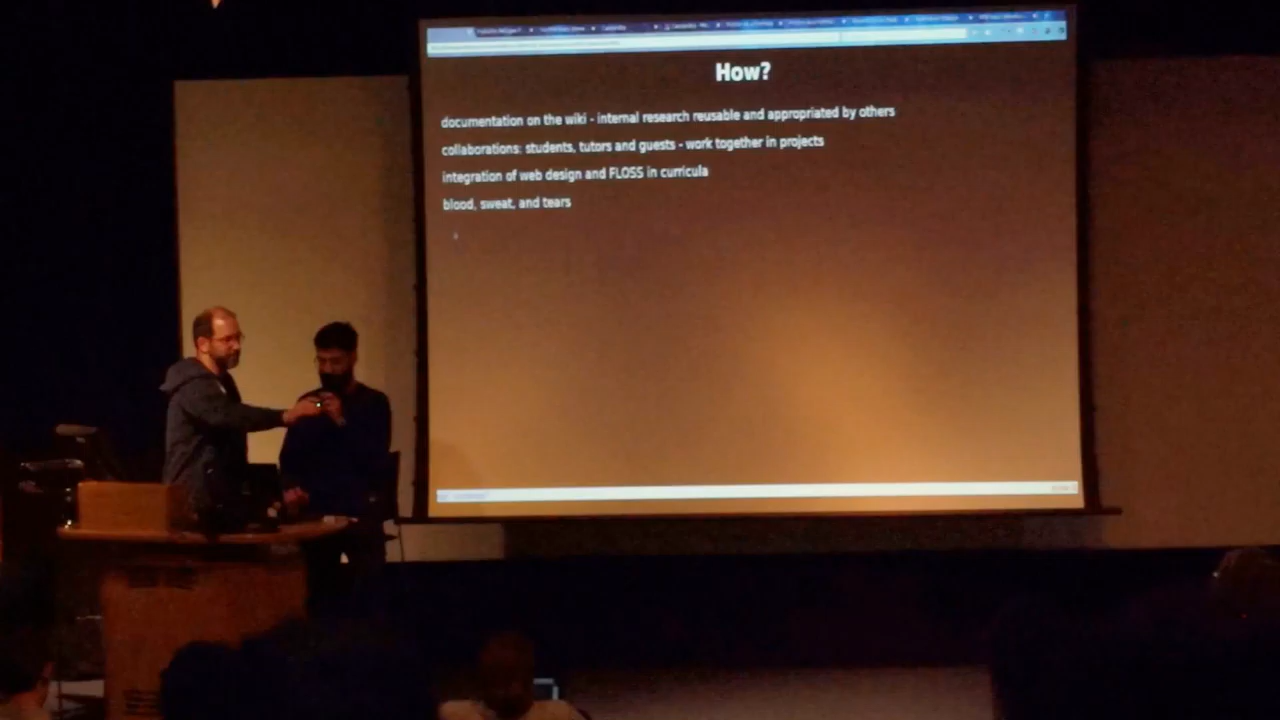 How?
documentation on the wiki - internal research reusable and appropriated by others
collaborations: students, tutors and guests - work together in projects
integration of web design and FLOSS in curricula
blood, sweat, and tears